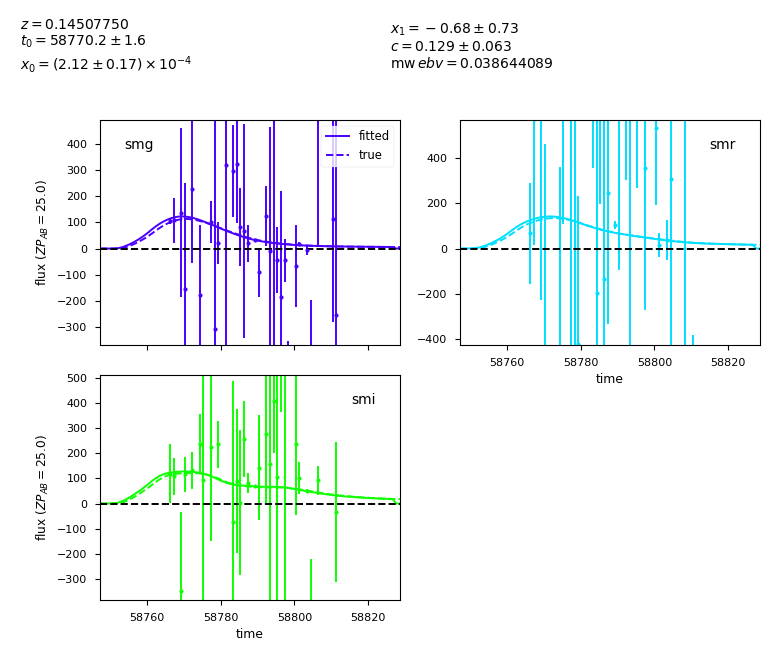 z = 0.14507750
t₀ = 58770.2 ± 1.6
x₀ = (2.12 ± 0.17) × 10⁻⁴
x₁ = −0.68 ± 0.73
c = 0.129 ± 0.063
mwebv = 0.038644089
smg
fitted
true
flux (ZP_AB = 25.0)
400
300
200
100
0
−100
−200
−300
smr
400
200
0
−200
−400
58760 58780 58800 58820
time
smi
flux (ZP_AB = 25.0)
500
400
300
200
100
0
−100
−200
−300
58760 58780 58800 58820
time